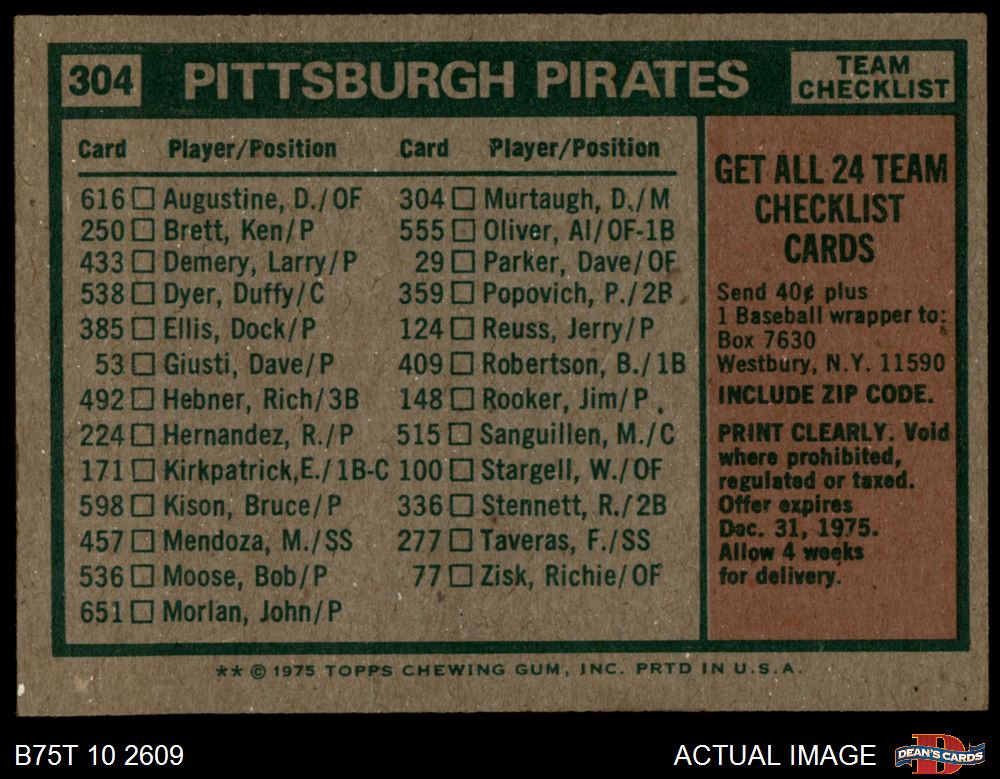 304 PITTSBURGH PIRATES TEAM CHECKLIST
Card Player/Position Card Player/Position
616 Augustine, D./OF 304 Murtaugh, D./M
250 Brett, Ken/P 555 Oliver, Al/OF-1B
433 Demery, Larry/P 29 Parker, Dave/OF
538 Dyer, Duffy/C 359 Popovich, P./2B
385 Ellis, Dock/P 124 Reuss, Jerry/P
53 Giusti, Dave/P 409 Robertson, B./1B
492 Hebner, Rich/3B 148 Rooker, Jim/P
224 Hernandez, R./P 515 Sanguillen, M./C
171 Kirkpatrick,E./1B-C 100 Stargell, W./OF
598 Kison, Bruce/P 336 Stennett, R./2B
457 Mendoza, M./SS 277 Taveras, F./SS
536 Moose, Bob/P 77 Zisk, Richie/OF
651 Morlan, John/P
GET ALL 24 TEAM
CHECKLIST
CARDS
Send 40¢ plus
1 Baseball wrapper to:
Box 7630
Westbury, N.Y. 11590
INCLUDE ZIP CODE.
PRINT CLEARLY. Void
where prohibited,
regulated or taxed.
Offer expires
Dec. 31, 1975.
Allow 4 weeks
for delivery.
** © 1975 TOPPS CHEWING GUM, INC. PRTD IN U.S.A.
B75T 10 2609 ACTUAL IMAGE DEAN'S CARDS